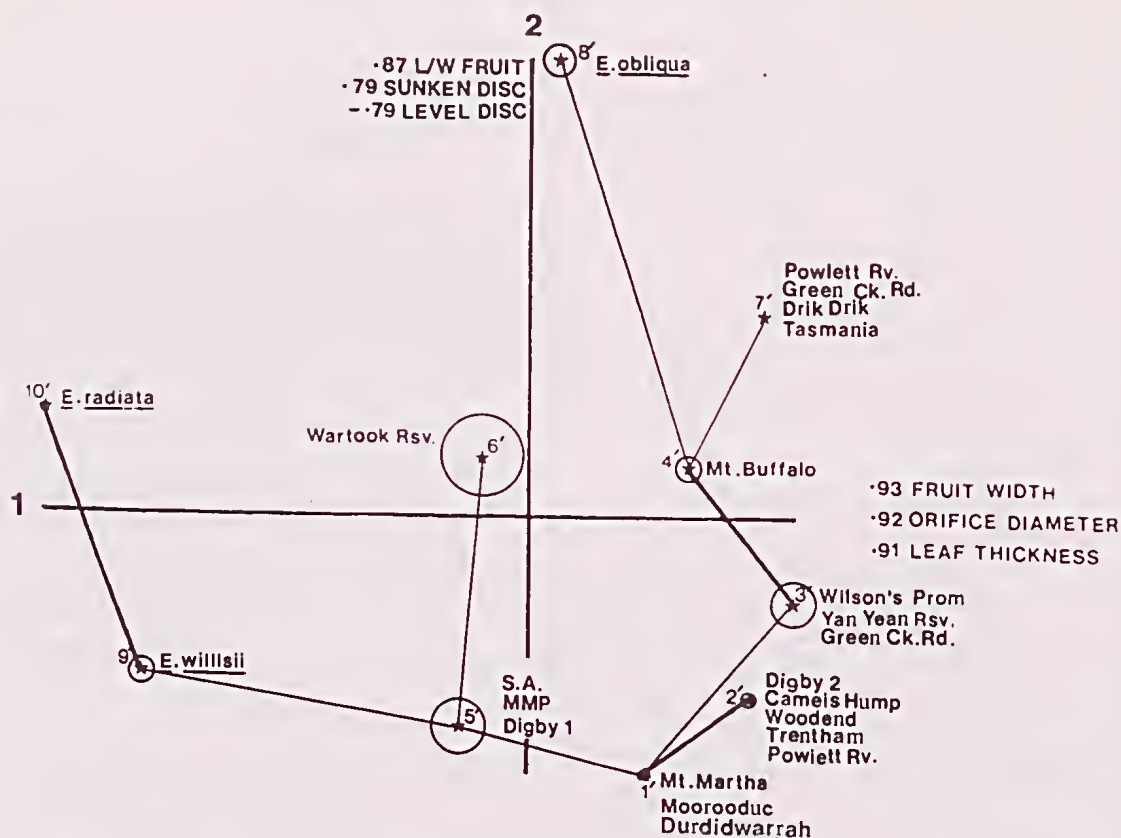 2
·87 L/W FRUIT
·79 SUNKEN DISC
-·79 LEVEL DISC
8' E.obliqua
Powlett Rv.
Green Ck. Rd.
7' Drik Drik
Tasmania
10' E.radiata
Wartook Rsv.
6'
4' Mt.Buffalo
1
·93 FRUIT WIDTH
·92 ORIFICE DIAMETER
·91 LEAF THICKNESS
3' Wilson's Prom
Yan Yean Rsv.
Green Ck.Rd.
9' E.willsii
S.A.
MMP
5' Digby 1
Digby 2
2' Camels Hump
Woodend
Trentham
Powlett Rv.
1' Mt.Martha
Moorooduc
Durdidwarrah